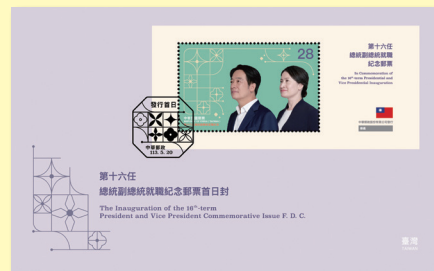 28
第十六任
總統副總統就職
紀念郵票
In Commemoration of
the 16th-term Presidential and
Vice Presidential Inauguration
發行首日
中華郵政
113. 5. 20
第十六任
總統副總統就職紀念郵票首日封
The Inauguration of the 16th-term
President and Vice President Commemorative Issue F. D. C.
臺灣